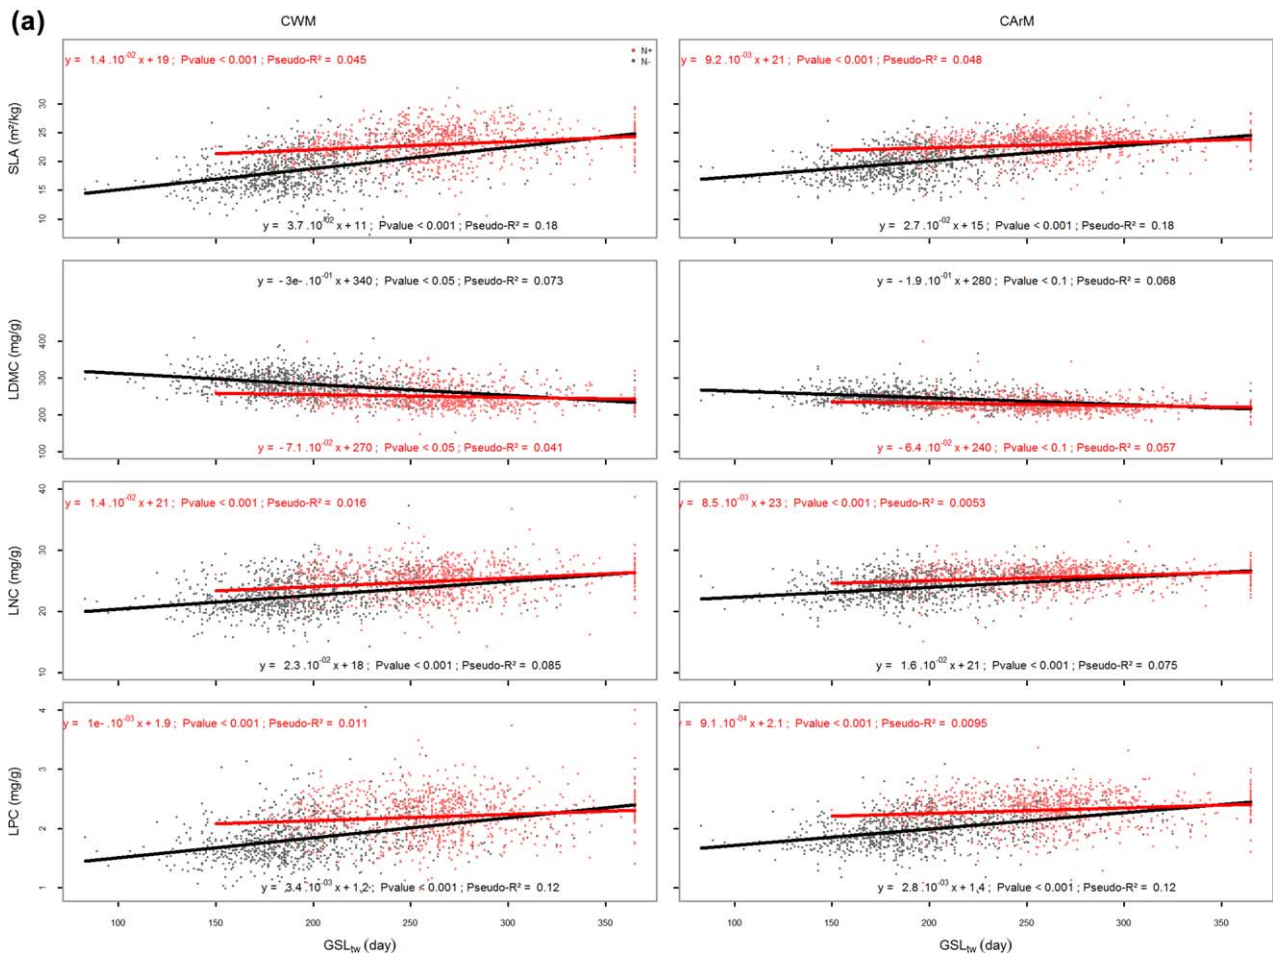 (a)
CWM
CArM
y = 1.4 .10^-02 x + 19 ; Pvalue < 0.001 ; Pseudo-R² = 0.045
N+
N-
y = 9.2 .10^-03 x + 21 ; Pvalue < 0.001 ; Pseudo-R² = 0.048
SLA (m²/kg)
30
25
20
15
10
y = 3.7 .10^-02 x + 11 ; Pvalue < 0.001 ; Pseudo-R² = 0.18
y = 2.7 .10^-02 x + 15 ; Pvalue < 0.001 ; Pseudo-R² = 0.18
y = - 3e- .10^-01 x + 340 ; Pvalue < 0.05 ; Pseudo-R² = 0.073
y = - 1.9 .10^-01 x + 280 ; Pvalue < 0.1 ; Pseudo-R² = 0.068
LDMC (mg/g)
400
300
200
100
y = - 7.1 .10^-02 x + 270 ; Pvalue < 0.05 ; Pseudo-R² = 0.041
y = - 6.4 .10^-02 x + 240 ; Pvalue < 0.1 ; Pseudo-R² = 0.057
y = 1.4 .10^-02 x + 21 ; Pvalue < 0.001 ; Pseudo-R² = 0.016
y = 8.5 .10^-03 x + 23 ; Pvalue < 0.001 ; Pseudo-R² = 0.0053
LNC (mg/g)
40
30
20
10
y = 2.3 .10^-02 x + 18 ; Pvalue < 0.001 ; Pseudo-R² = 0.085
y = 1.6 .10^-02 x + 21 ; Pvalue < 0.001 ; Pseudo-R² = 0.075
y = 1e- .10^-03 x + 1.9 ; Pvalue < 0.001 ; Pseudo-R² = 0.011
y = 9.1 .10^-04 x + 2.1 ; Pvalue < 0.001 ; Pseudo-R² = 0.0095
LPC (mg/g)
4
3
2
1
y = 3.4 .10^-03 x + 1.2 ; Pvalue < 0.001 ; Pseudo-R² = 0.12
y = 2.8 .10^-03 x + 1.4 ; Pvalue < 0.001 ; Pseudo-R² = 0.12
100 150 200 250 300 350
100 150 200 250 300 350
GSLtw (day)
GSLtw (day)